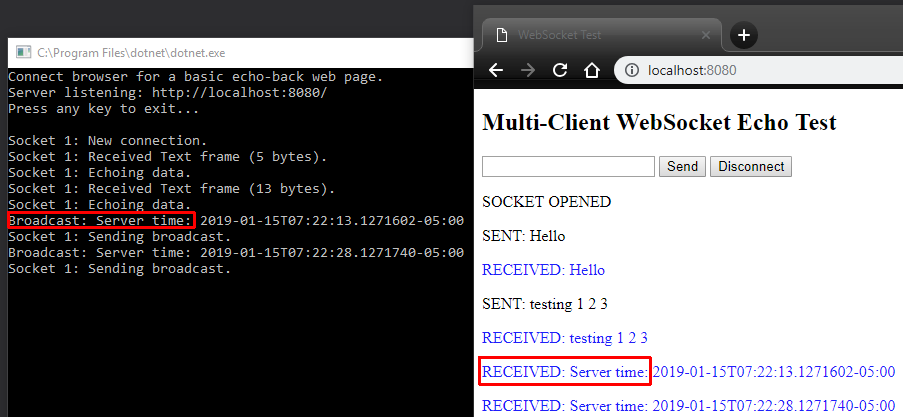 C:\Program Files\dotnet\dotnet.exe
Connect browser for a basic echo-back web page.
Server listening: http://localhost:8080/
Press any key to exit...
Socket 1: New connection.
Socket 1: Received Text frame (5 bytes).
Socket 1: Echoing data.
Socket 1: Received Text frame (13 bytes).
Socket 1: Echoing data.
Broadcast: Server time: 2019-01-15T07:22:13.1271602-05:00
Socket 1: Sending broadcast.
Broadcast: Server time: 2019-01-15T07:22:28.1271740-05:00
Socket 1: Sending broadcast.
WebSocket Test
localhost:8080
Multi-Client WebSocket Echo Test
Send Disconnect
SOCKET OPENED
SENT: Hello
RECEIVED: Hello
SENT: testing 1 2 3
RECEIVED: testing 1 2 3
RECEIVED: Server time: 2019-01-15T07:22:13.1271602-05:00
RECEIVED: Server time: 2019-01-15T07:22:28.1271740-05:00